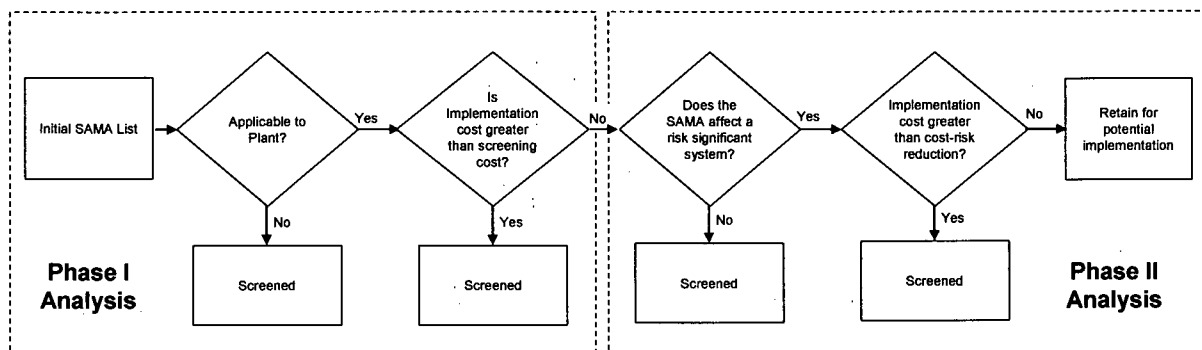 Initial SAMA List
Applicable to
Plant?
Yes
No
Screened
Is
Implementation
cost greater
than screening
cost?
No
Yes
Screened
Phase I
Analysis
Does the
SAMA affect a
risk significant
system?
Yes
No
Screened
Implementation
cost greater
than cost-risk
reduction?
No
Yes
Screened
Retain for
potential
implementation
Phase II
Analysis